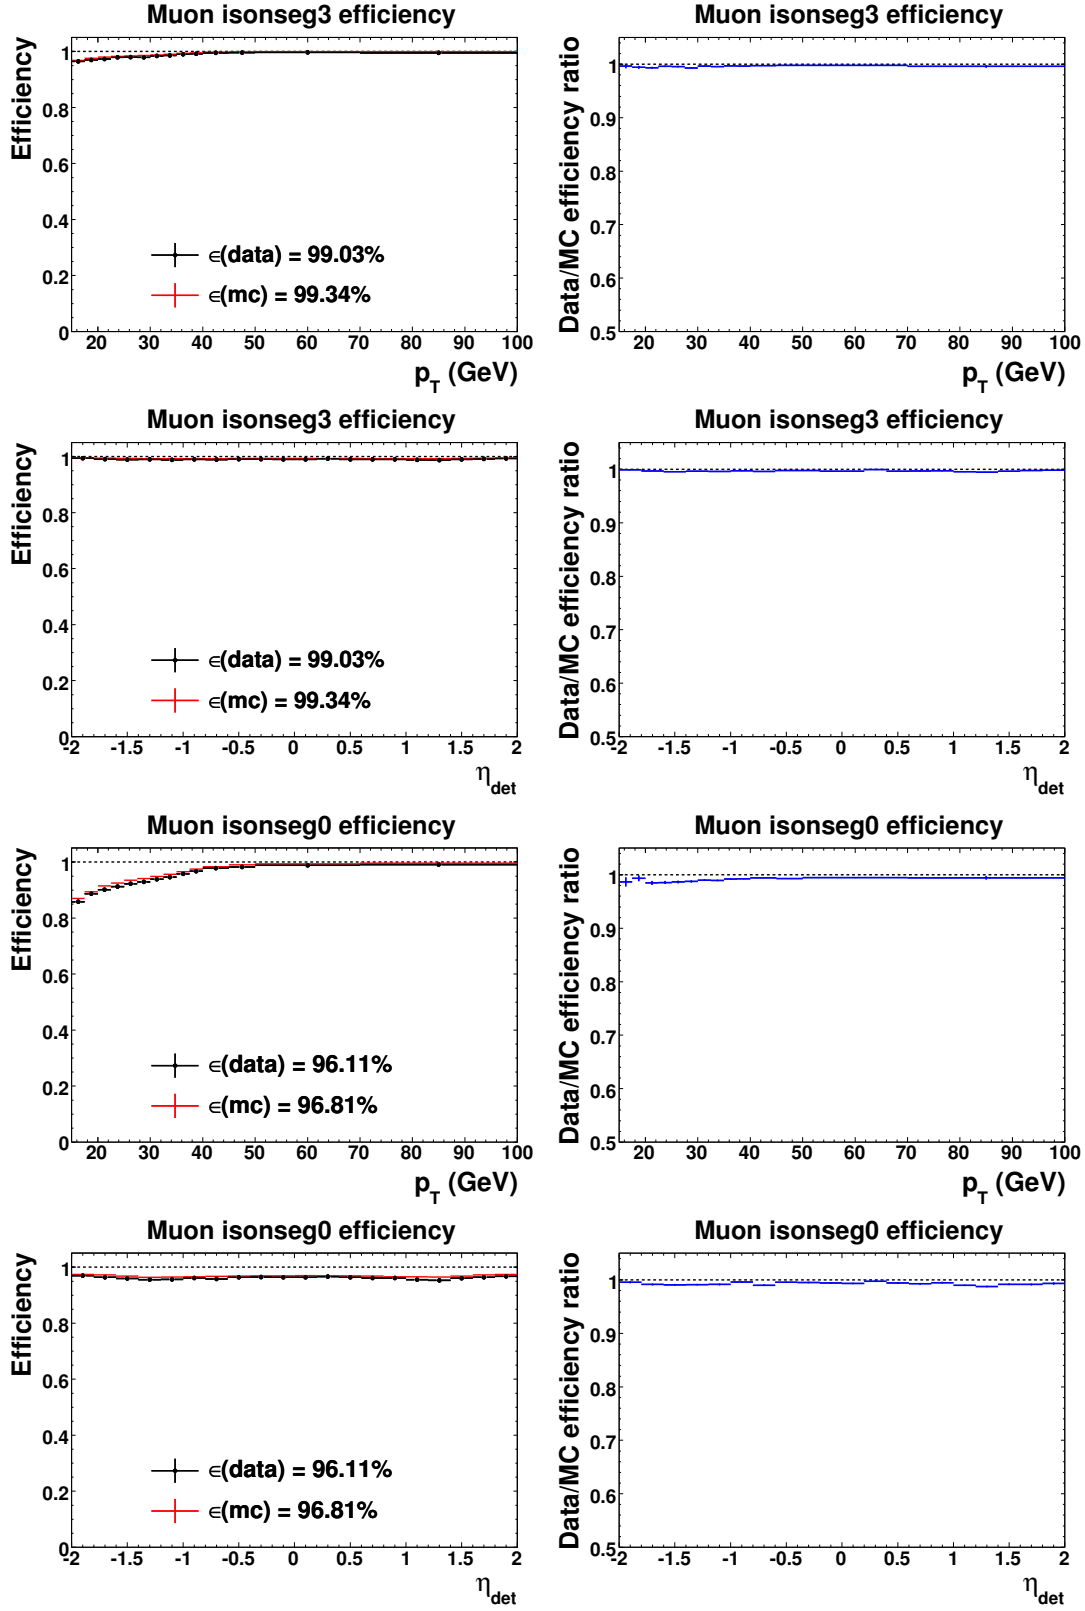 Muon isonseg3 efficiency
Efficiency
1
0.8
0.6
0.4
0.2
0
∈(data) = 99.03%
∈(mc) = 99.34%
20 30 40 50 60 70 80 90 100
p_T (GeV)
Muon isonseg3 efficiency
Data/MC efficiency ratio
1
0.9
0.8
0.7
0.6
0.5
20 30 40 50 60 70 80 90 100
p_T (GeV)
Muon isonseg3 efficiency
Efficiency
1
0.8
0.6
0.4
0.2
0
∈(data) = 99.03%
∈(mc) = 99.34%
-2 -1.5 -1 -0.5 0 0.5 1 1.5 2
η_det
Muon isonseg3 efficiency
Data/MC efficiency ratio
1
0.9
0.8
0.7
0.6
0.5
-2 -1.5 -1 -0.5 0 0.5 1 1.5 2
η_det
Muon isonseg0 efficiency
Efficiency
1
0.8
0.6
0.4
0.2
0
∈(data) = 96.11%
∈(mc) = 96.81%
20 30 40 50 60 70 80 90 100
p_T (GeV)
Muon isonseg0 efficiency
Data/MC efficiency ratio
1
0.9
0.8
0.7
0.6
0.5
20 30 40 50 60 70 80 90 100
p_T (GeV)
Muon isonseg0 efficiency
Efficiency
1
0.8
0.6
0.4
0.2
0
∈(data) = 96.11%
∈(mc) = 96.81%
-2 -1.5 -1 -0.5 0 0.5 1 1.5 2
η_det
Muon isonseg0 efficiency
Data/MC efficiency ratio
1
0.9
0.8
0.7
0.6
0.5
-2 -1.5 -1 -0.5 0 0.5 1 1.5 2
η_det